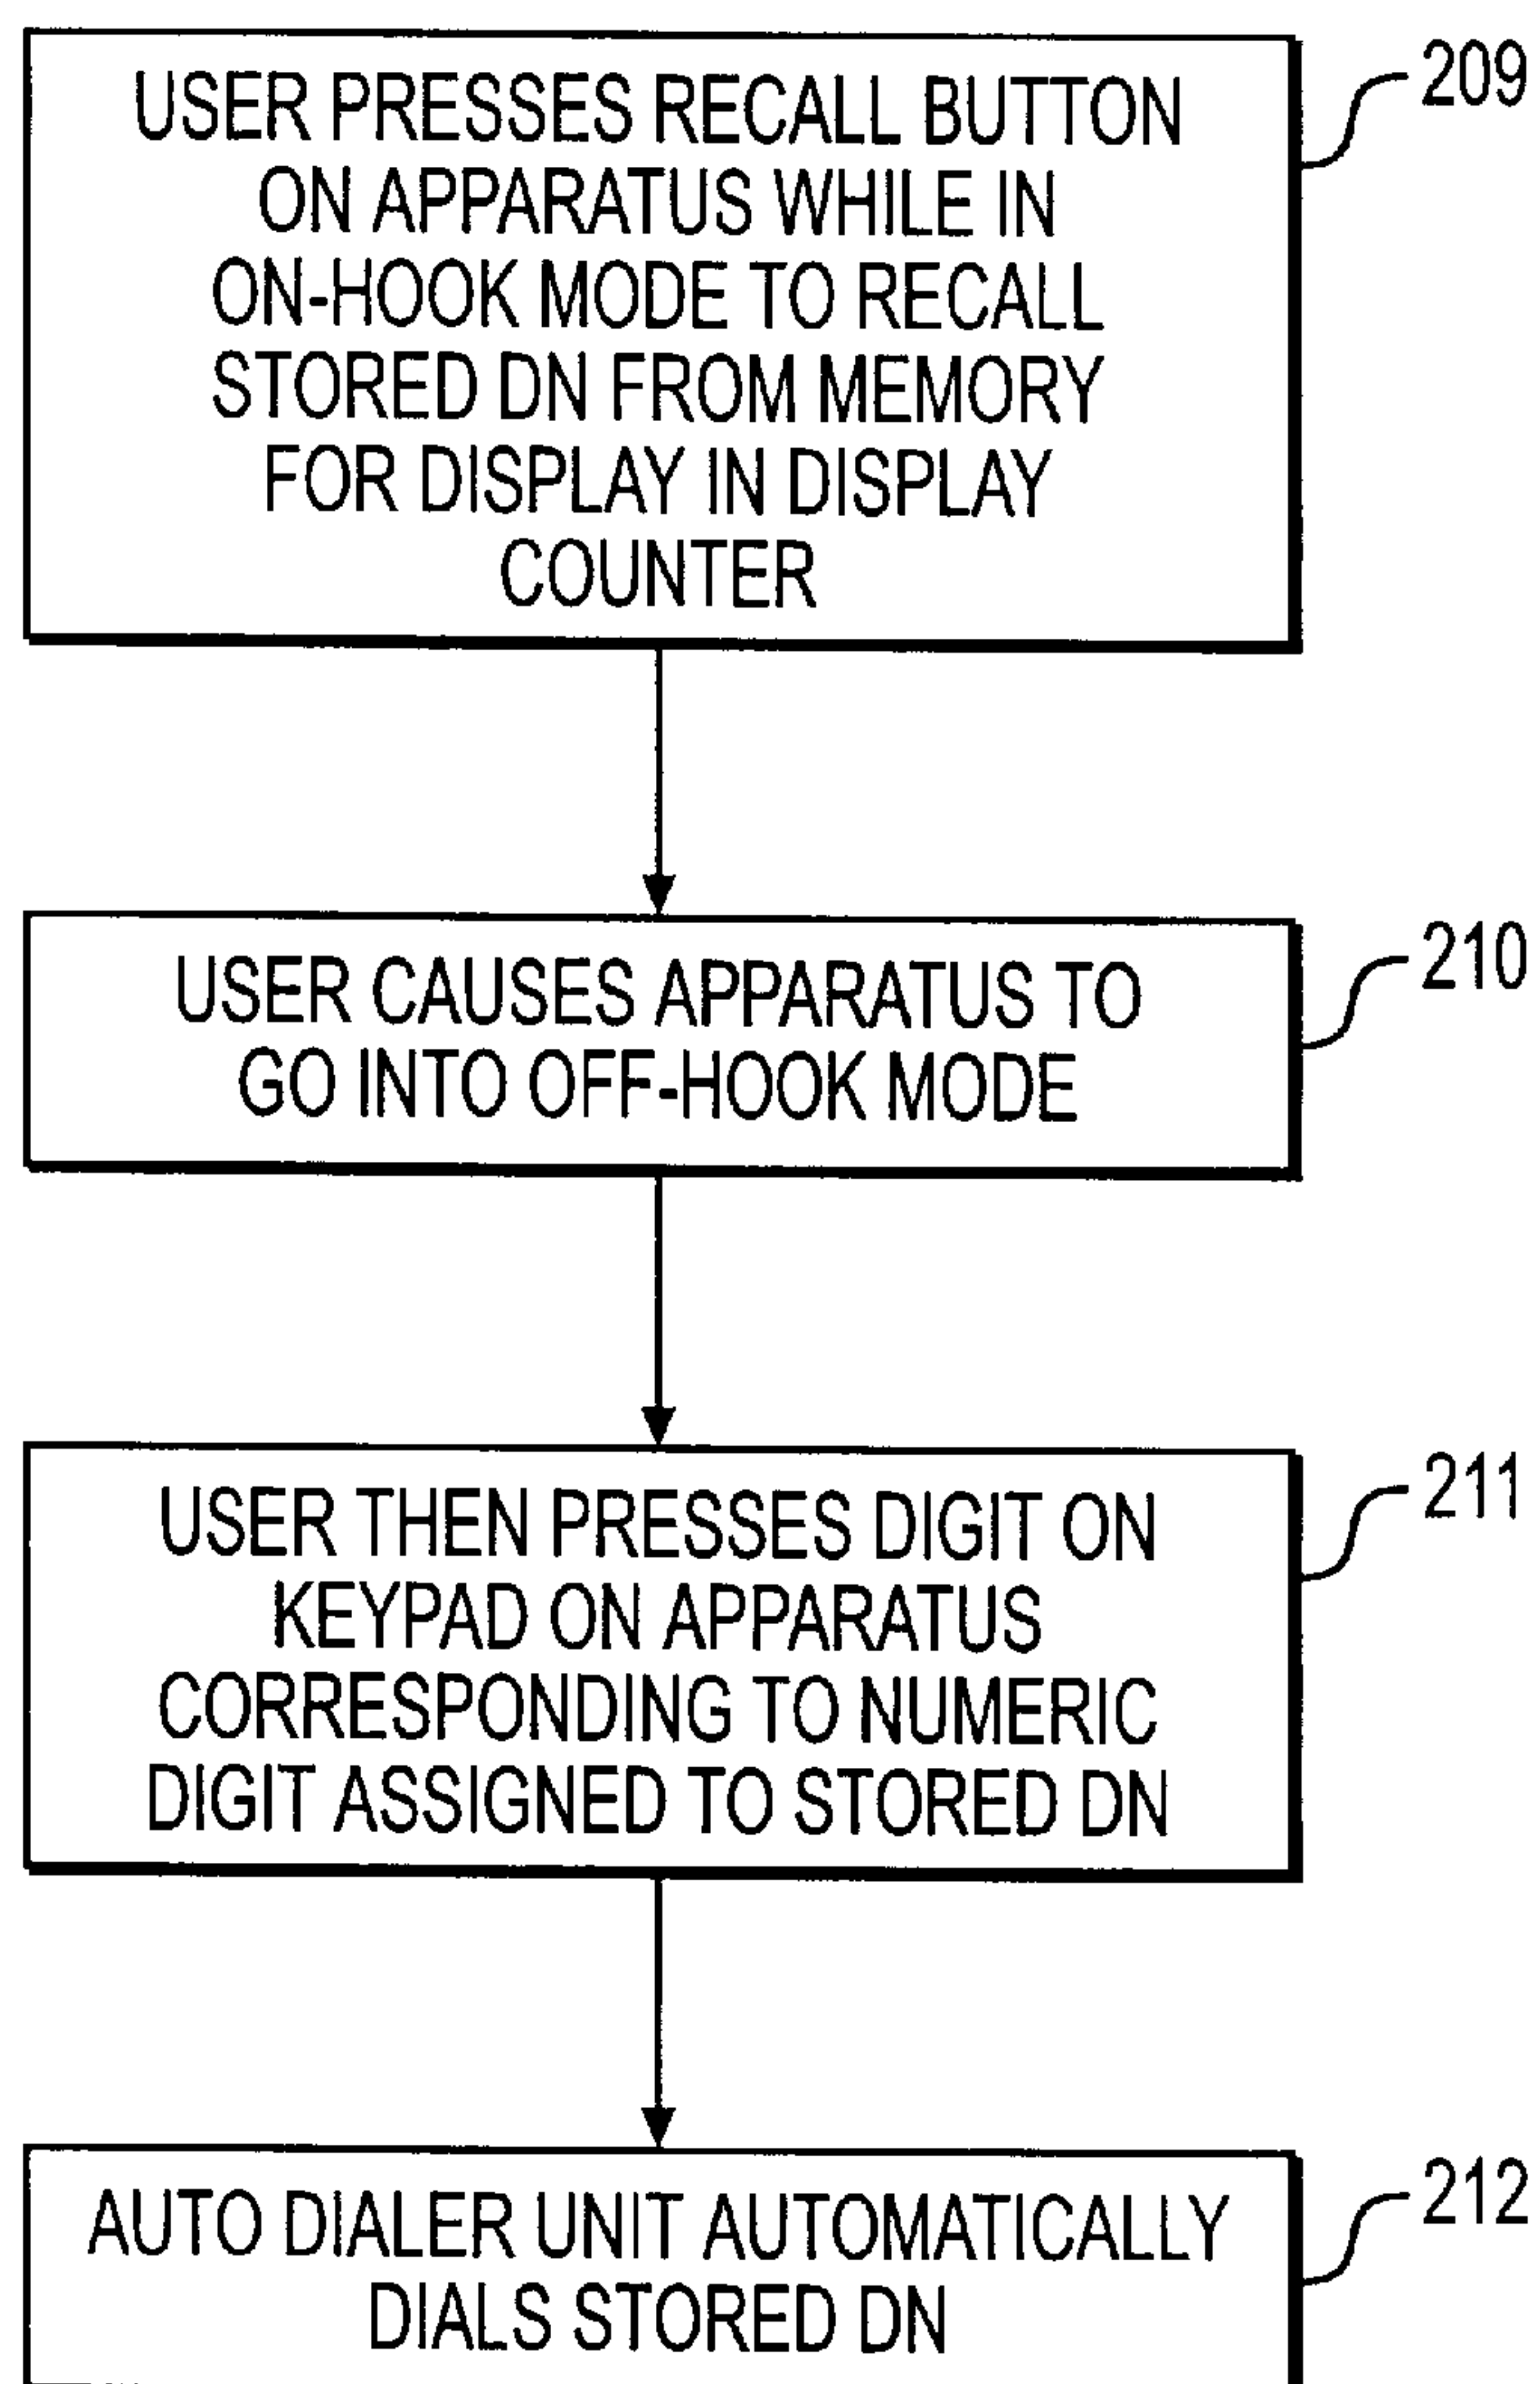 USER PRESSES RECALL BUTTON
ON APPARATUS WHILE IN
ON-HOOK MODE TO RECALL
STORED DN FROM MEMORY
FOR DISPLAY IN DISPLAY
COUNTER
209
USER CAUSES APPARATUS TO
GO INTO OFF-HOOK MODE
210
USER THEN PRESSES DIGIT ON
KEYPAD ON APPARATUS
CORRESPONDING TO NUMERIC
DIGIT ASSIGNED TO STORED DN
211
AUTO DIALER UNIT AUTOMATICALLY
DIALS STORED DN
212